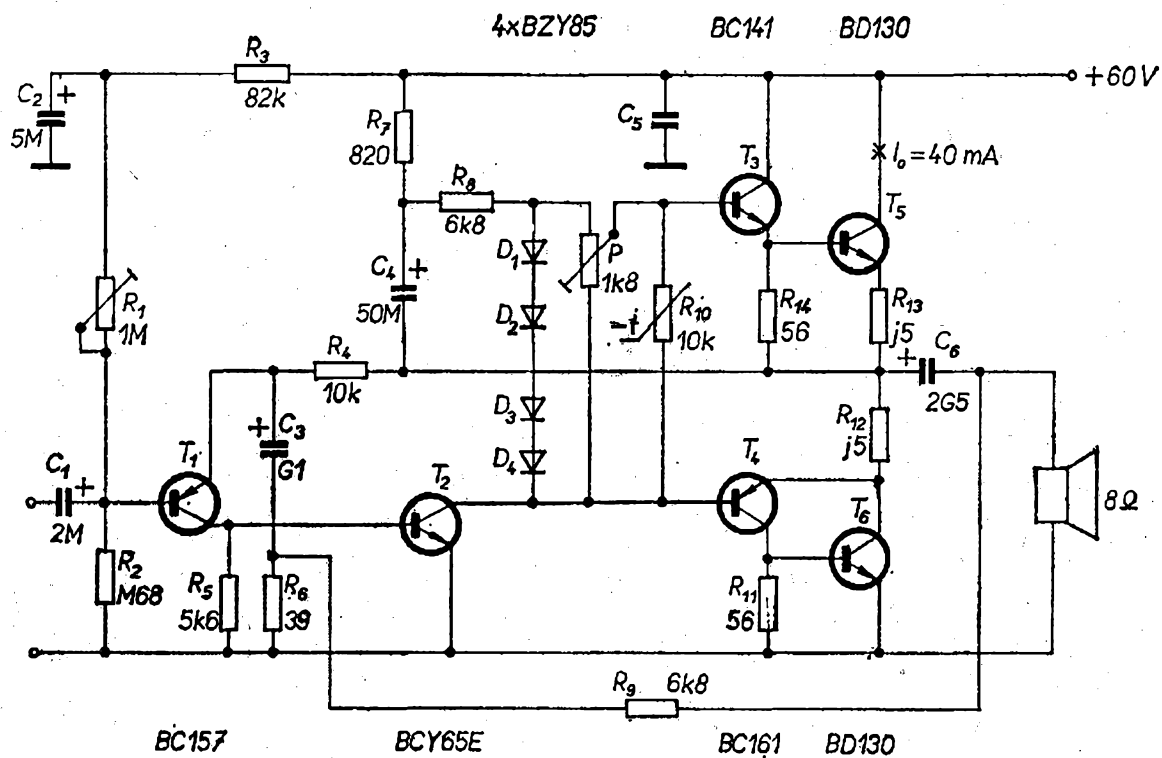 4xBZY85 BC141 BD130
R3
82k
+60V
C2 +
5M
R7
820
C5
I0 = 40 mA
T3
R8
6k8
T5
D1
P
1k8
C4 +
50M
D2
R10
10k
-t
R14
56
R13
j5
R1
1M
R4
10k
+ C6
2G5
+ C3
G1
D3
R12
j5
D4
C1 +
2M
T1
T2
T4
8Ω
T6
R2
M68
R5
5k6
R6
39
R11
56
R9 6k8
BC157 BCY65E BC161 BD130